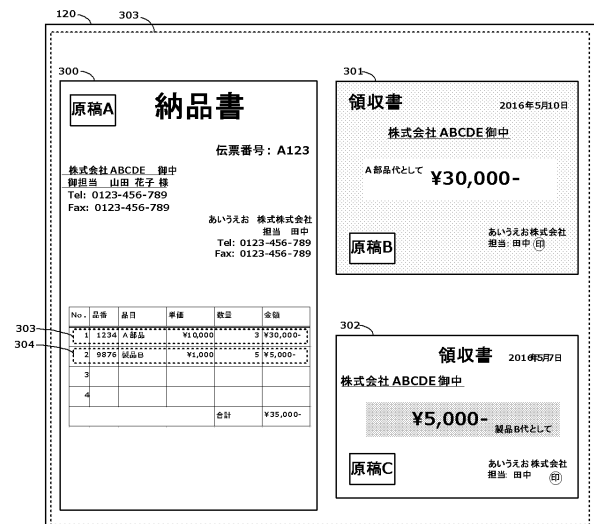 120
303
300
原稿A
納品書
伝票番号: A123
株式会社 ABCDE 御中
御担当 山田 花子 様
Tel: 0123-456-789
Fax: 0123-456-789
あいうえお 株式株式会社
担当 田中
Tel: 0123-456-789
Fax: 0123-456-789
No. 品番 品目 単価 数量 金額
303
1 1234 A部品 ¥10,000 3 ¥30,000-
304
2 9876 製品B ¥1,000 5 ¥5,000-
3
4
合計 ¥35,000-
301
領収書 2016年5月10日
株式会社 ABCDE 御中
A部品代として ¥30,000-
あいうえお株式会社
原稿B 担当: 田中 印
302
領収書 2016年5月7日
株式会社 ABCDE 御中
¥5,000- 製品B代として
原稿C あいうえお 株式会社
担当: 田中 印